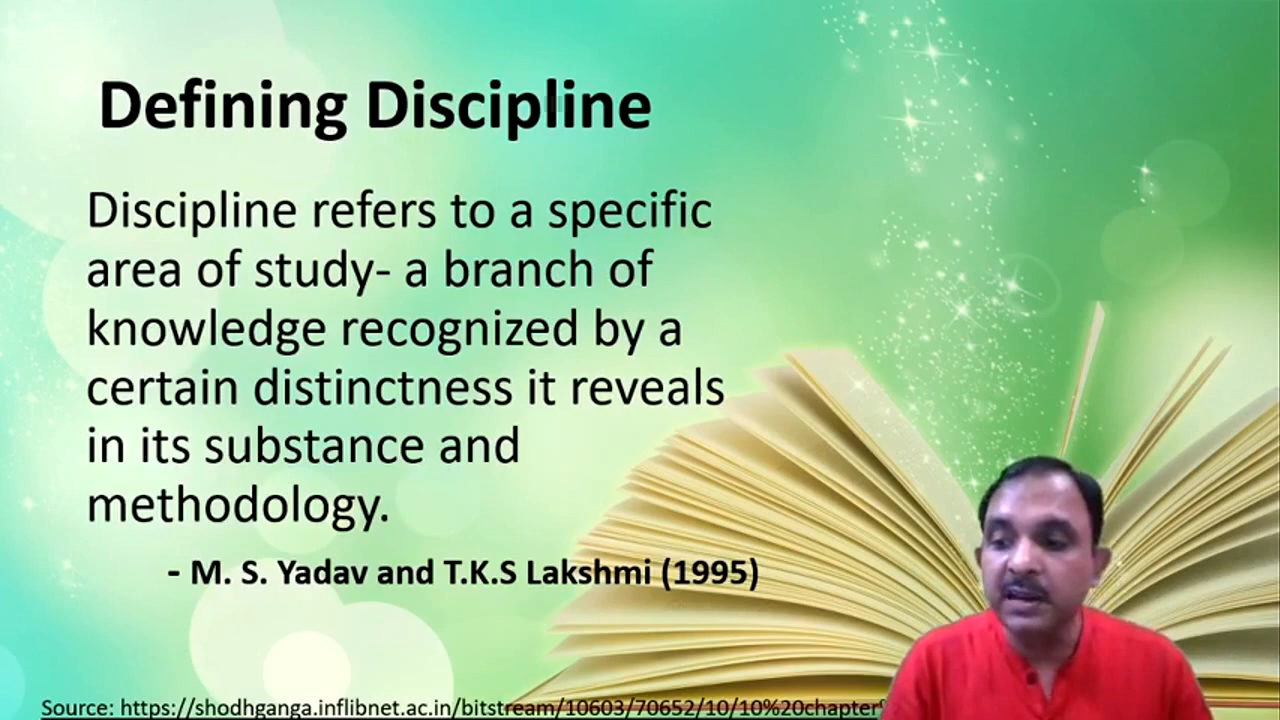 Defining Discipline
Discipline refers to a specific
area of study- a branch of
knowledge recognized by a
certain distinctness it reveals
in its substance and
methodology.
- M. S. Yadav and T.K.S Lakshmi (1995)
Source: https://shodhganga.inflibnet.ac.in/bitstream/10603/70652/10/10%20chapter%